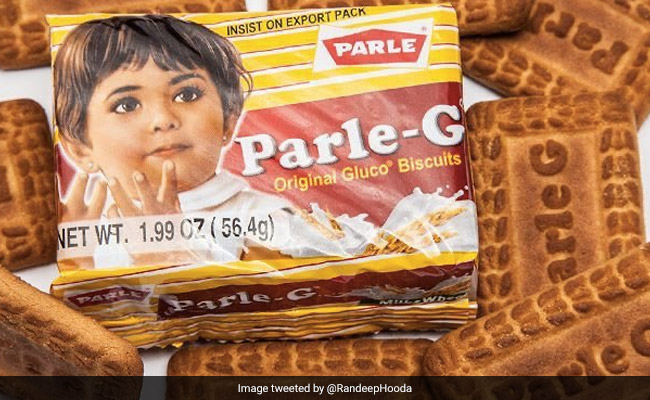 INSIST ON EXPORT PACK
PARLE
Parle-G
Original Gluco® Biscuits
NET WT. 1.99 OZ ( 56.4g)
PARLE
Parle-G
Parle G
Image tweeted by @RandeepHooda